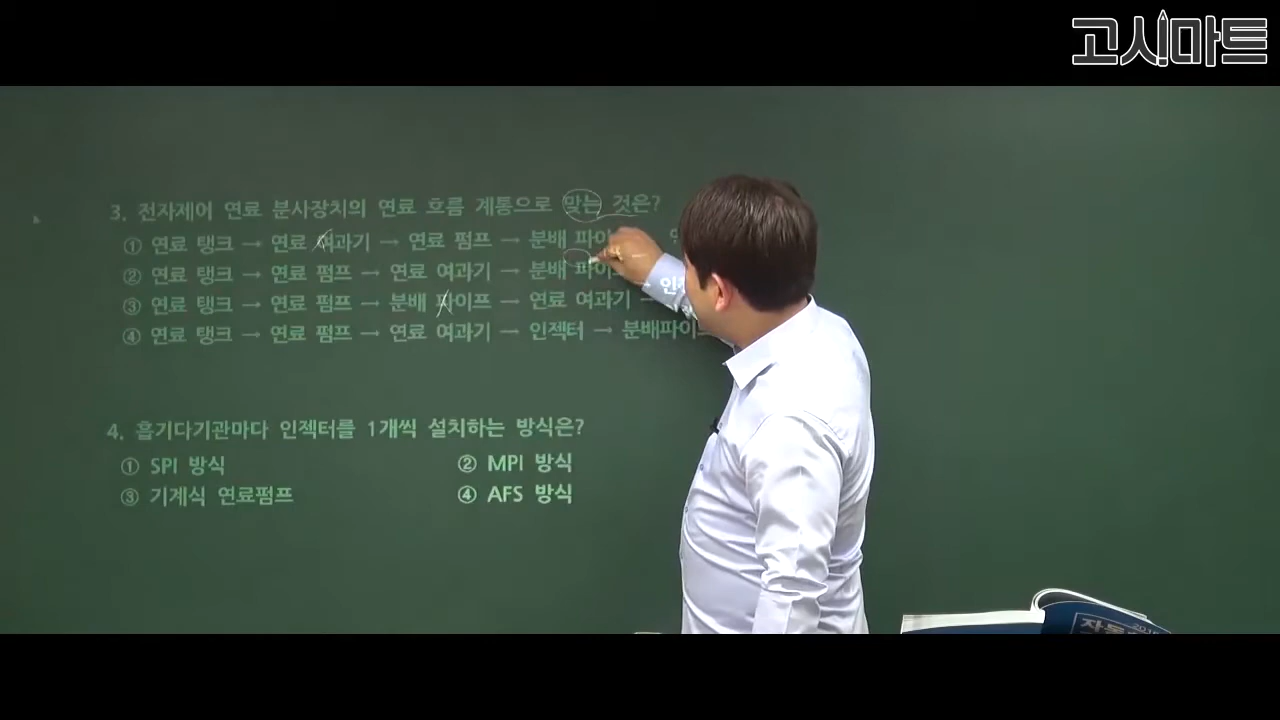 고시마트
3. 전자제어 연료 분사장치의 연료 흐름 계통으로 맞는 것은?
① 연료 탱크 → 연료 여과기 → 연료 펌프 → 분배 파이
② 연료 탱크 → 연료 펌프 → 연료 여과기 → 분배 파이
인젝
③ 연료 탱크 → 연료 펌프 → 분배 파이프 → 연료 여과기 →
④ 연료 탱크 → 연료 펌프 → 연료 여과기 → 인젝터 → 분배파이
4. 흡기다기관마다 인젝터를 1개씩 설치하는 방식은?
① SPI 방식
② MPI 방식
③ 기계식 연료펌프
④ AFS 방식
자동